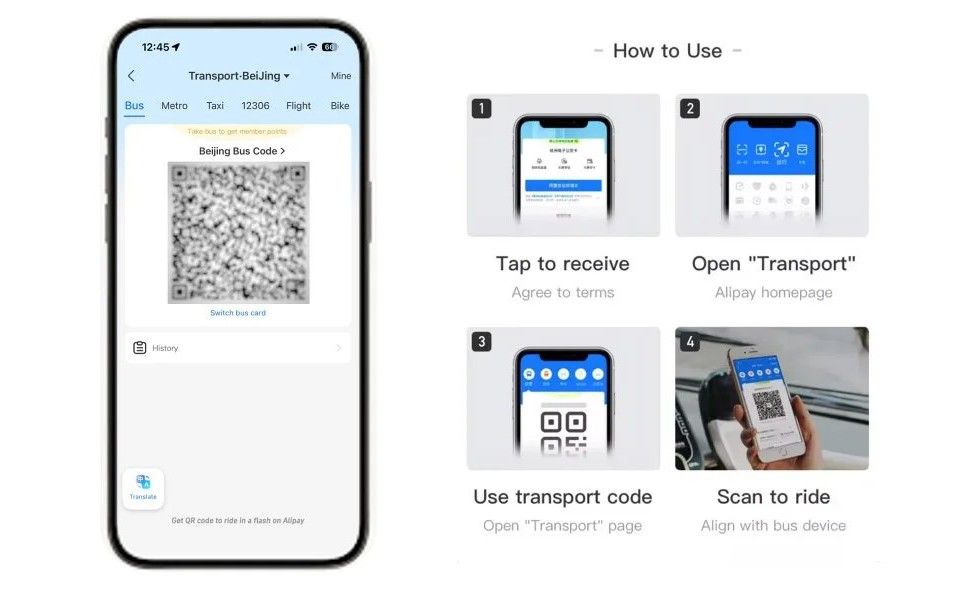 12:45
66
Transport·BeiJing
Mine
Bus Metro Taxi 12306 Flight Bike
Take bus to get member points
Beijing Bus Code >
Switch bus card
History
Translate
Get QR code to ride in a flash on Alipay
- How to Use -
1
Tap to receive
Agree to terms
2
Open "Transport"
Alipay homepage
3
Use transport code
Open "Transport" page
4
Scan to ride
Align with bus device